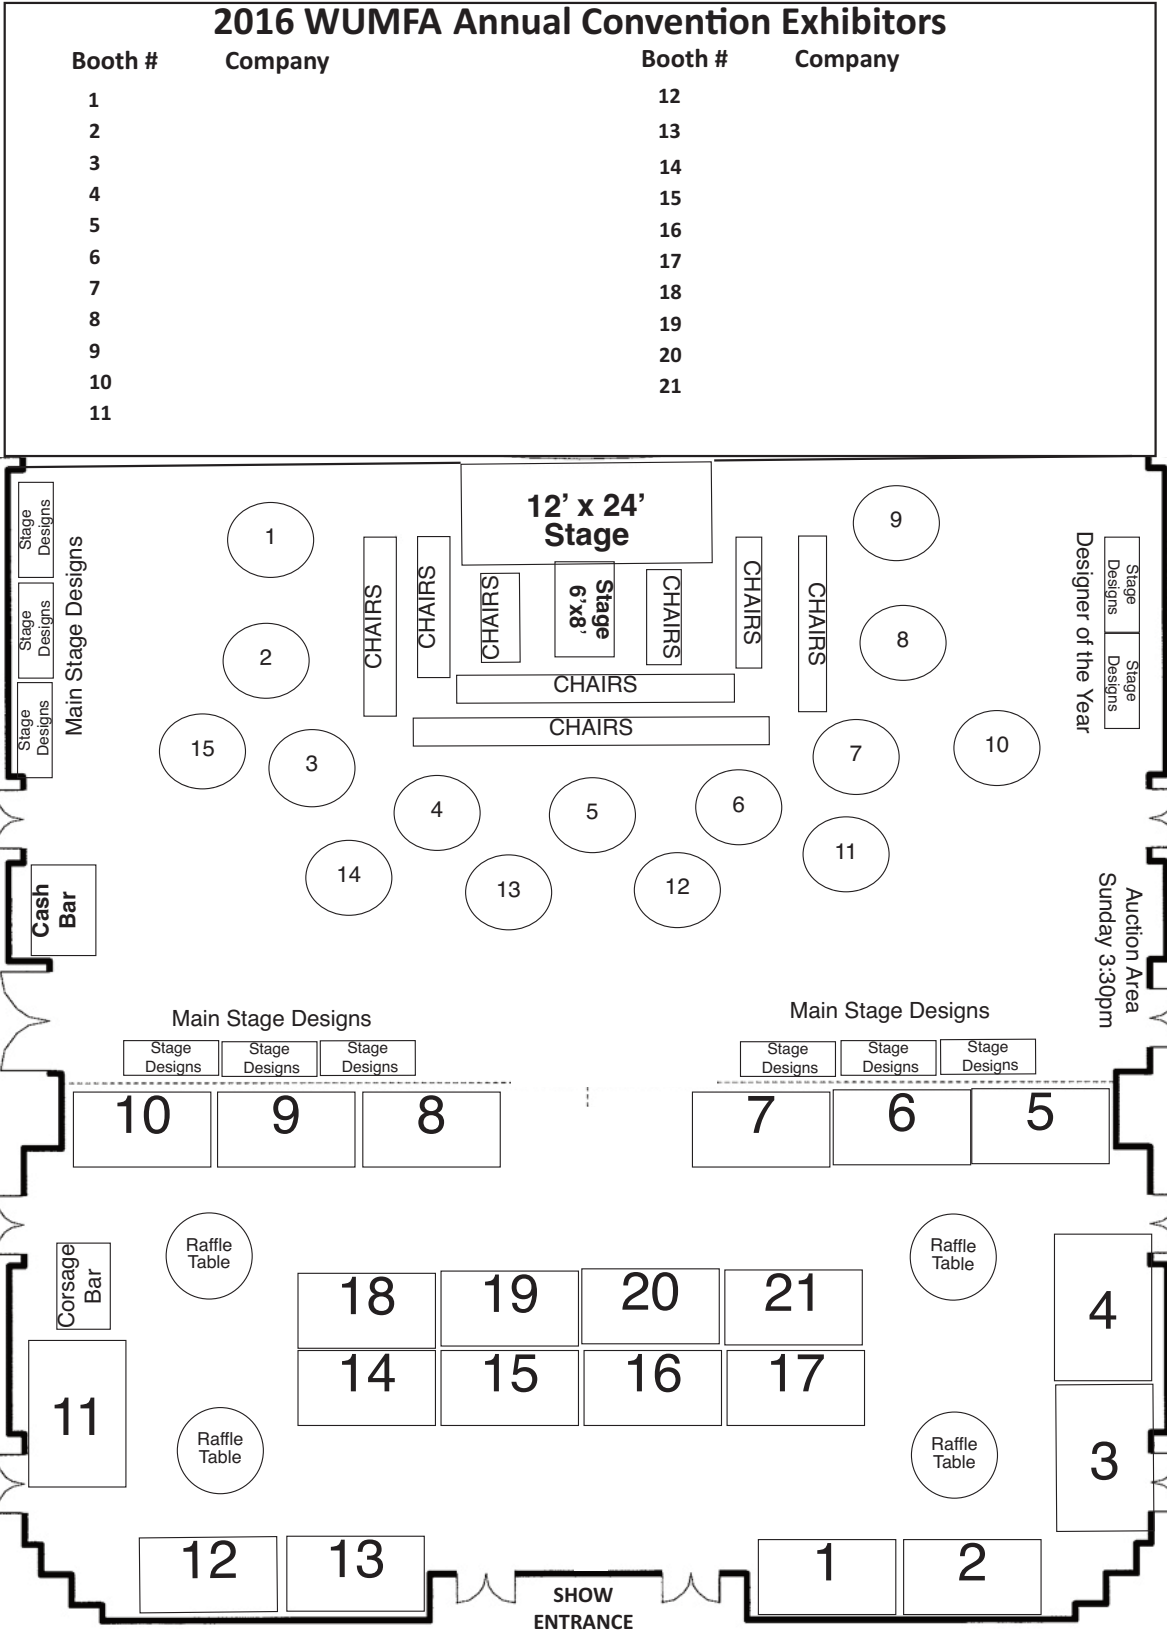 2016 WUMFA Annual Convention Exhibitors
Booth # Company Booth # Company
1 12
2 13
3 14
4 15
5 16
6 17
7 18
8 19
9 20
10 21
11
12' x 24'
Stage
Stage
6'x8'
CHAIRS
CHAIRS
CHAIRS
CHAIRS
CHAIRS
CHAIRS
CHAIRS
CHAIRS
Stage
Designs
Stage
Designs
Stage
Designs
Main Stage Designs
Designer of the Year
Stage
Designs
Stage
Designs
1
9
2
8
15
3
7
10
4
5
6
14
13
12
11
Cash
Bar
Auction Area
Sunday 3:30pm
Main Stage Designs
Stage
Designs
Stage
Designs
Stage
Designs
Main Stage Designs
Stage
Designs
Stage
Designs
Stage
Designs
10 9 8 7 6 5
Raffle
Table
Raffle
Table
Corsage
Bar
18 19 20 21
14 15 16 17
4
11
3
Raffle
Table
Raffle
Table
12 13 1 2
SHOW
ENTRANCE